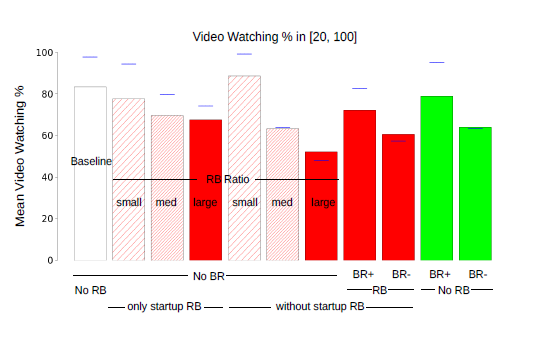 Video Watching % in [20, 100]
Mean Video Watching %
100
80
60
40
20
0
Baseline
RB Ratio
small med large small med large
No BR BR+ BR- BR+ BR-
No RB RB No RB
only startup RB without startup RB